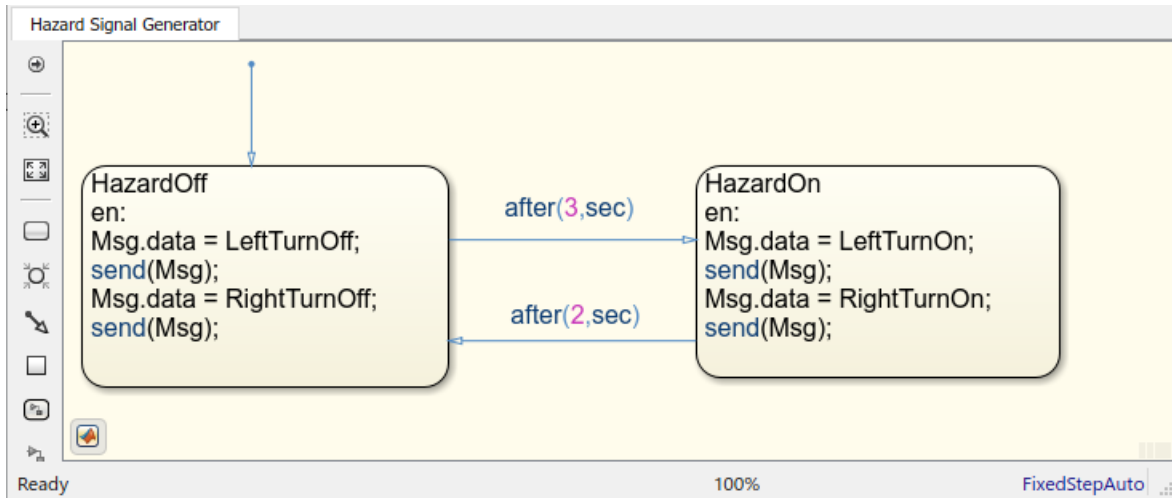 Hazard Signal Generator
HazardOff
en:
Msg.data = LeftTurnOff;
send(Msg);
Msg.data = RightTurnOff;
send(Msg);
after(3,sec)
after(2,sec)
HazardOn
en:
Msg.data = LeftTurnOn;
send(Msg);
Msg.data = RightTurnOn;
send(Msg);
Ready
100%
FixedStepAuto